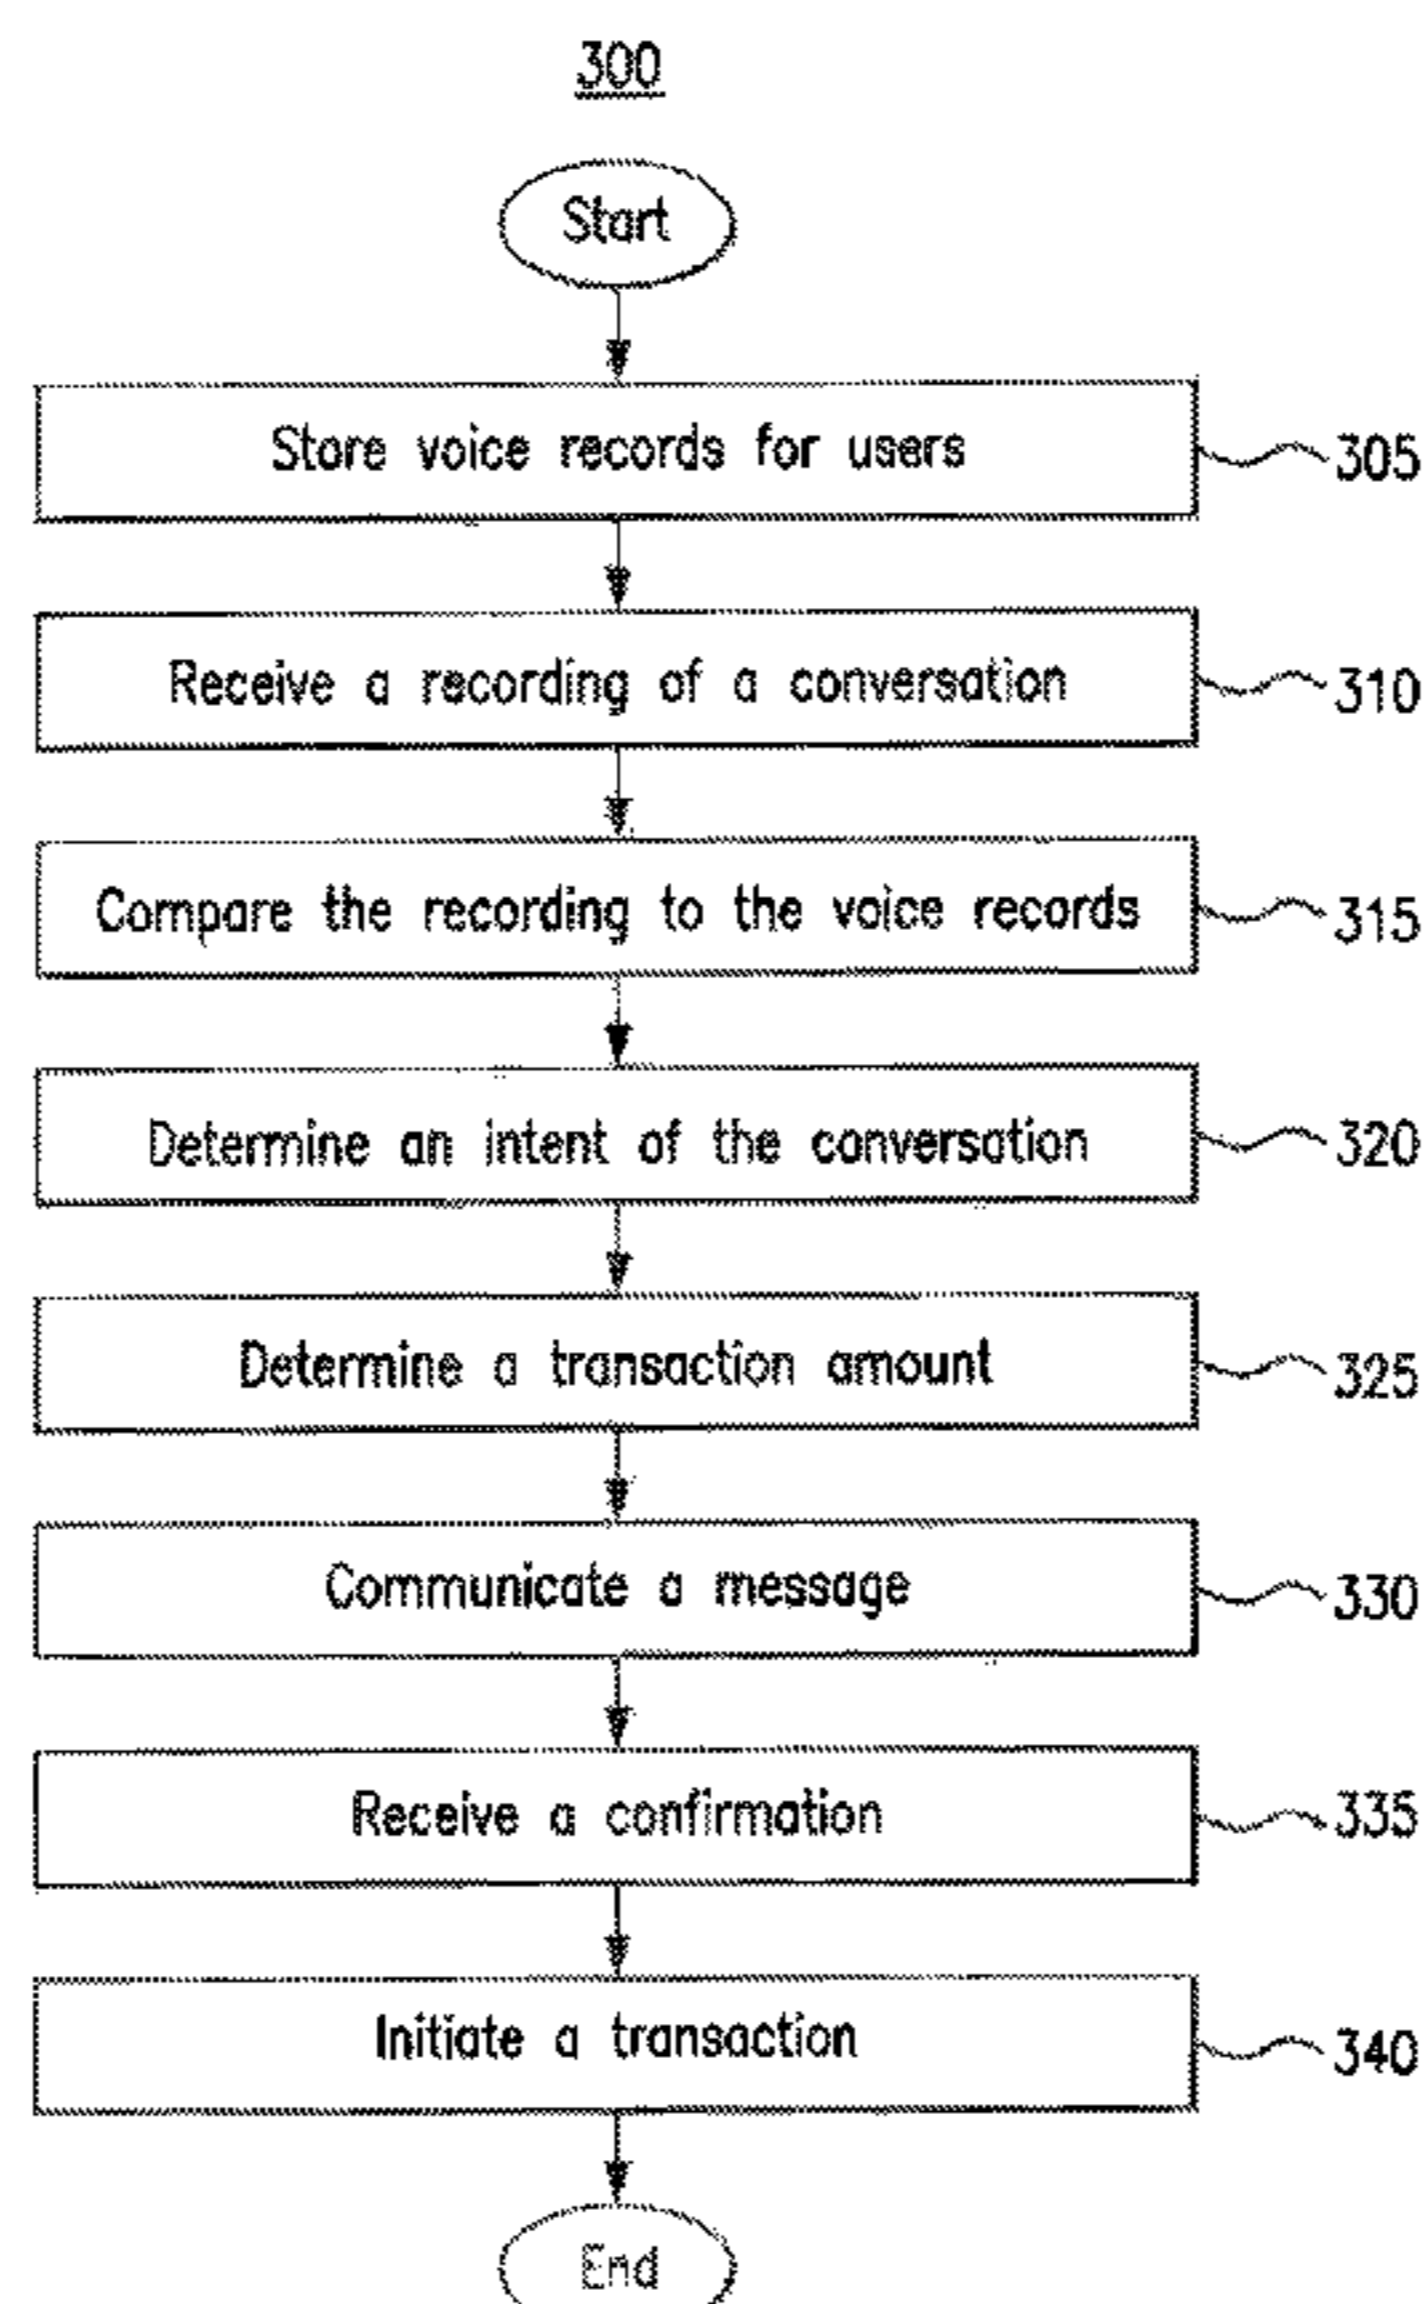 300
Start
Store voice records for users
305
Receive a recording of a conversation
310
Compare the recording to the voice records
315
Determine an intent of the conversation
320
Determine a transaction amount
325
Communicate a message
330
Receive a confirmation
335
Initiate a transaction
340
End